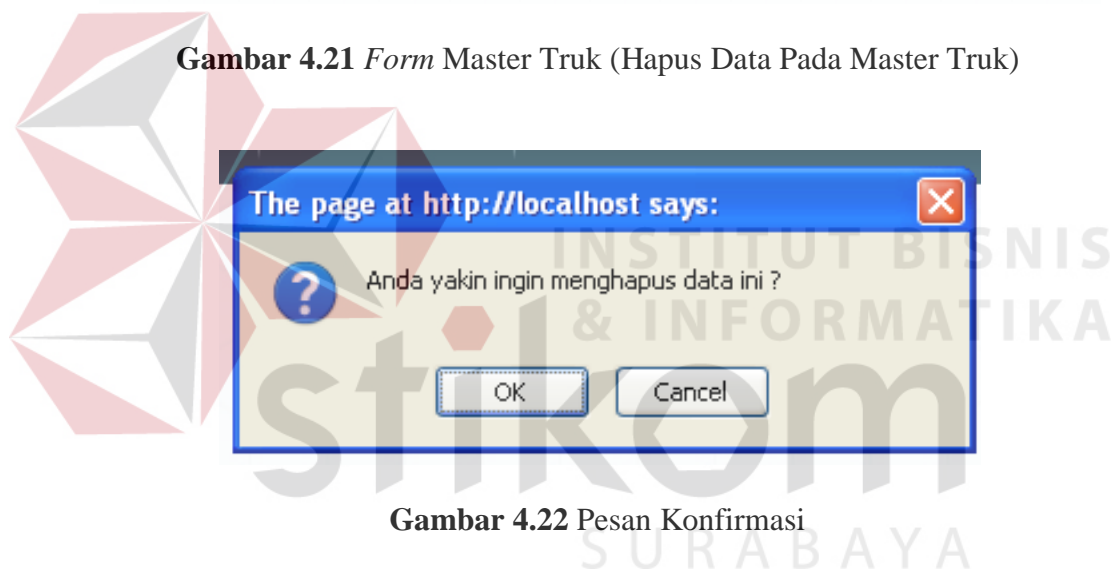 Gambar 4.21 Form Master Truk (Hapus Data Pada Master Truk)
The page at http://localhost says:
INSTITUT BISNIS
Anda yakin ingin menghapus data ini ?
& INFORMATIKA
OK
Cancel
stikom
Gambar 4.22 Pesan Konfirmasi
SURABAYA